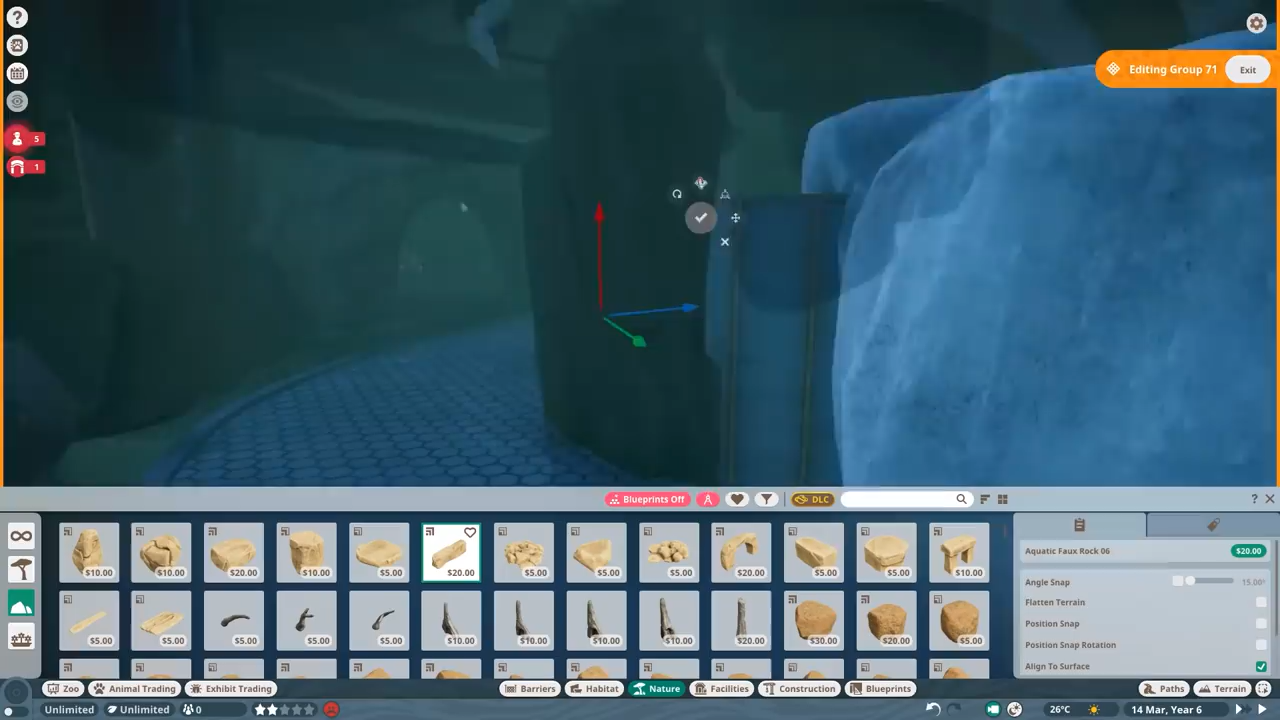 ?
Editing Group 71
Exit
5
1
Blueprints Off
DLC
?
$10.00
$10.00
$20.00
$10.00
$5.00
$20.00
$5.00
$5.00
$5.00
$20.00
$5.00
$5.00
$10.00
Aquatic Faux Rock 06
$20.00
Angle Snap
15.00°
Flatten Terrain
$5.00
$5.00
$5.00
$5.00
$5.00
$10.00
$10.00
$10.00
$10.00
$20.00
$30.00
$20.00
$5.00
Position Snap
Position Snap Rotation
Align To Surface
Zoo
Animal Trading
Exhibit Trading
Barriers
Habitat
Nature
Facilities
Construction
Blueprints
Paths
Terrain
Unlimited
Unlimited
0
26°C
14 Mar, Year 6